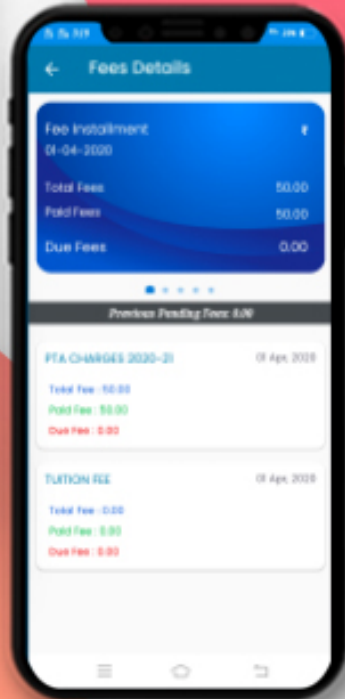 Fees Details
Fee Installment ₹
01-04-2020
Total Fees 50.00
Paid Fees 50.00
Due Fees 0.00
Previous Pending Fees: 0.00
PTA CHARGES 2020-21 01 Apr, 2020
Total Fee : 50.00
Paid Fee : 50.00
Due Fee : 0.00
TUITION FEE 01 Apr, 2020
Total Fee : 0.00
Paid Fee : 0.00
Due Fee : 0.00